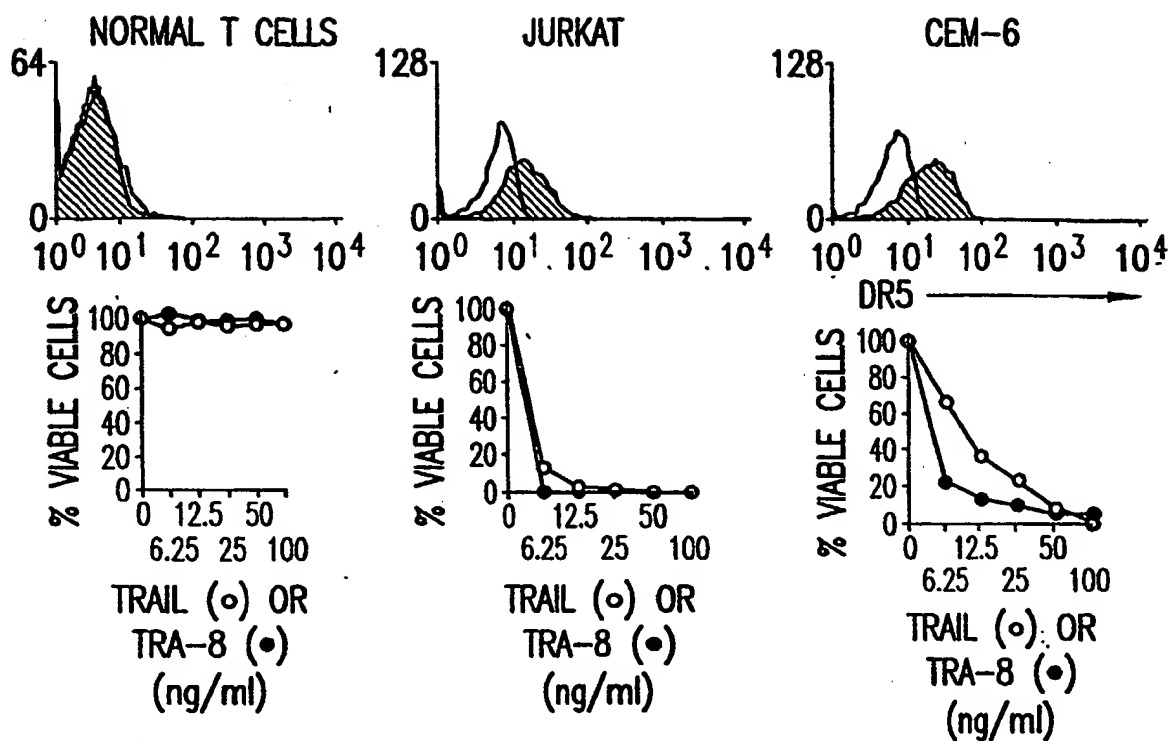 NORMAL T CELLS
64
0
10^0 10^1 10^2 10^3 10^4
% VIABLE CELLS
100
80
60
40
20
0
0 12.5 50
6.25 25 100
TRAIL (o) OR
TRA-8 (●)
(ng/ml)
JURKAT
128
0
10^0 10^1 10^2 10^3 10^4
% VIABLE CELLS
100
80
60
40
20
0
0 12.5 50
6.25 25 100
TRAIL (o) OR
TRA-8 (●)
(ng/ml)
CEM-6
128
0
10^0 10^1 10^2 10^3 10^4
DR5
% VIABLE CELLS
100
80
60
40
20
0
0 12.5 50
6.25 25 100
TRAIL (o) OR
TRA-8 (●)
(ng/ml)